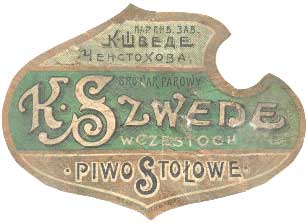 ПАР.ПИВ. ЗАВ.
К. ШВЕДЕ
ЧЕНСТОХОВА.
BROWAR PAROWY
K. SZWEDE
W CZĘSTOCH
PIWO STOŁOWE